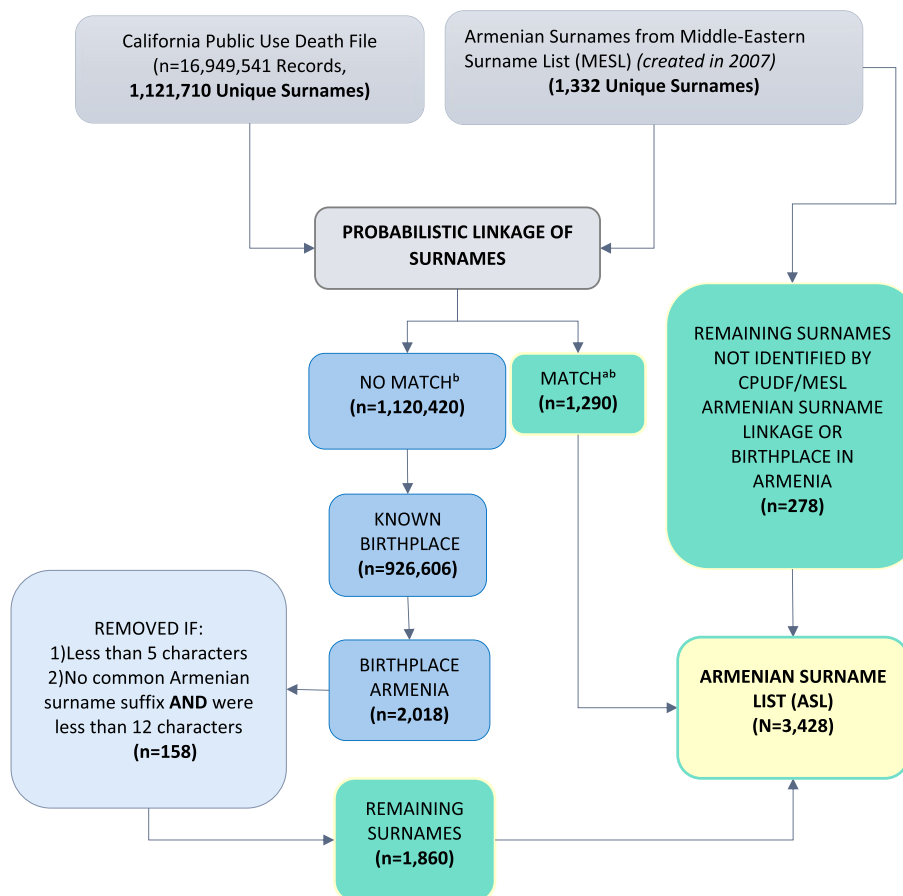 California Public Use Death File
(n=16,949,541 Records,
1,121,710 Unique Surnames)
Armenian Surnames from Middle-Eastern
Surname List (MESL) (created in 2007)
(1,332 Unique Surnames)
PROBABILISTIC LINKAGE OF
SURNAMES
NO MATCHᵇ
(n=1,120,420)
MATCHᵃᵇ
(n=1,290)
REMAINING SURNAMES
NOT IDENTIFIED BY
CPUDF/MESL
ARMENIAN SURNAME
LINKAGE OR
BIRTHPLACE IN
ARMENIA
(n=278)
KNOWN
BIRTHPLACE
(n=926,606)
REMOVED IF:
1)Less than 5 characters
2)No common Armenian
surname suffix AND were
less than 12 characters
(n=158)
BIRTHPLACE
ARMENIA
(n=2,018)
ARMENIAN SURNAME
LIST (ASL)
(N=3,428)
REMAINING
SURNAMES
(n=1,860)